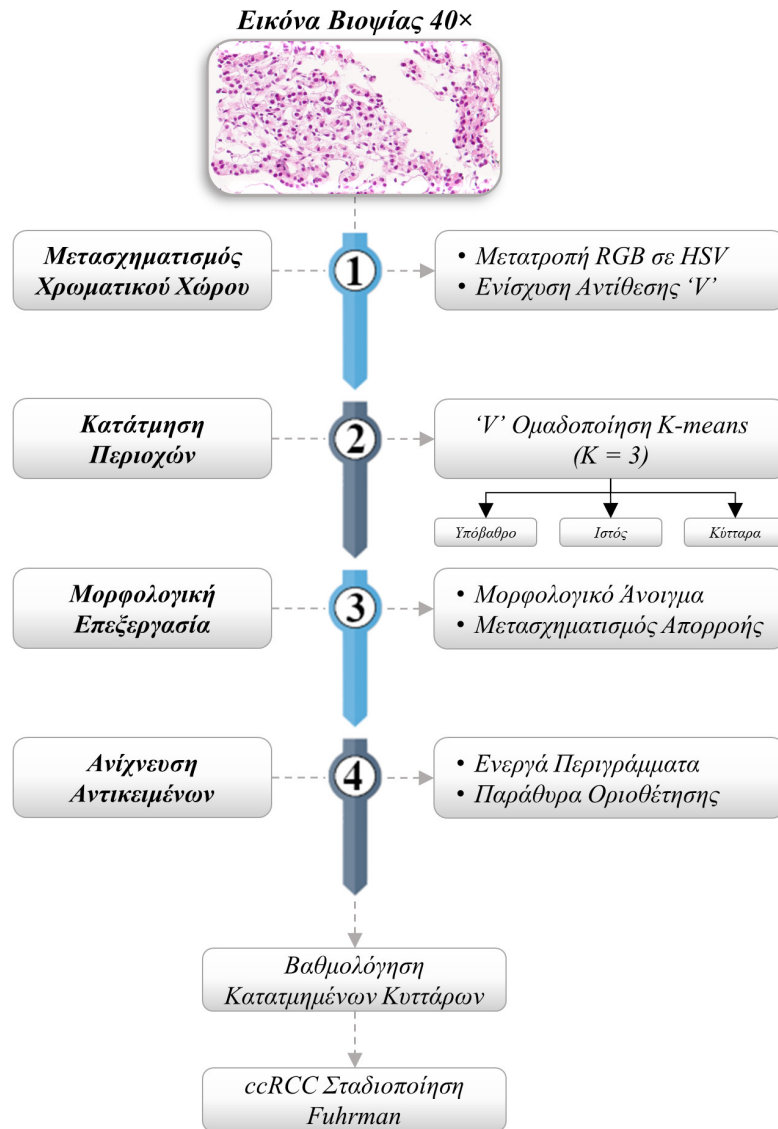 Εικόνα Βιοψίας 40×
Μετασχηματισμός
Χρωματικού Χώρου
1
• Μετατροπή RGB σε HSV
• Ενίσχυση Αντίθεσης ‘V’
Κατάτμηση
Περιοχών
2
‘V’ Ομαδοποίηση K-means
(K = 3)
Υπόβαθρο
Ιστός
Κύτταρα
Μορφολογική
Επεξεργασία
3
• Μορφολογικό Άνοιγμα
• Μετασχηματισμός Απορροής
Ανίχνευση
Αντικειμένων
4
• Ενεργά Περιγράμματα
• Παράθυρα Οριοθέτησης
Βαθμολόγηση
Κατατμημένων Κυττάρων
ccRCC Σταδιοποίηση
Fuhrman